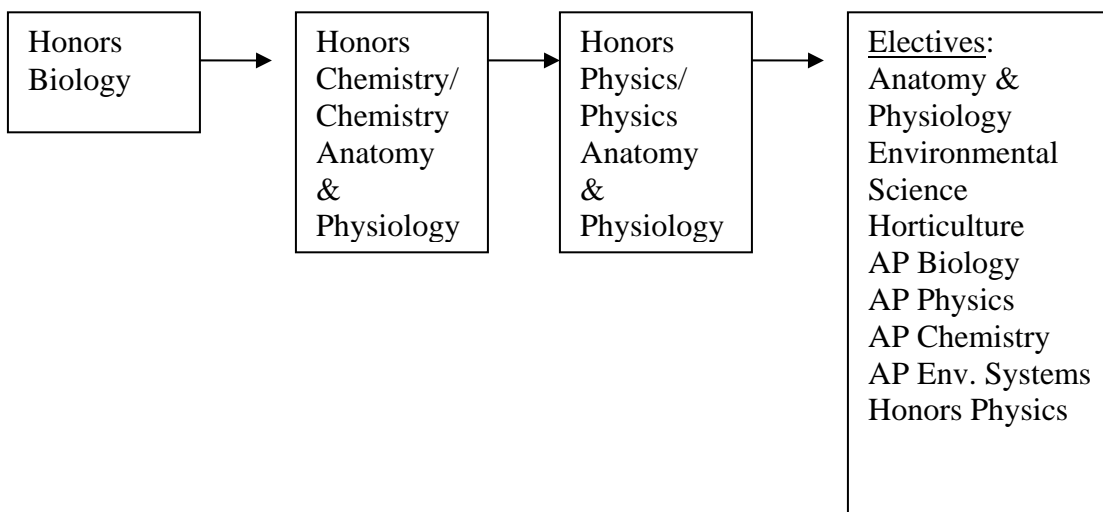 Honors
Biology
Honors
Chemistry/
Chemistry
Anatomy
&
Physiology
Honors
Physics/
Physics
Anatomy
&
Physiology
Electives:
Anatomy &
Physiology
Environmental
Science
Horticulture
AP Biology
AP Physics
AP Chemistry
AP Env. Systems
Honors Physics